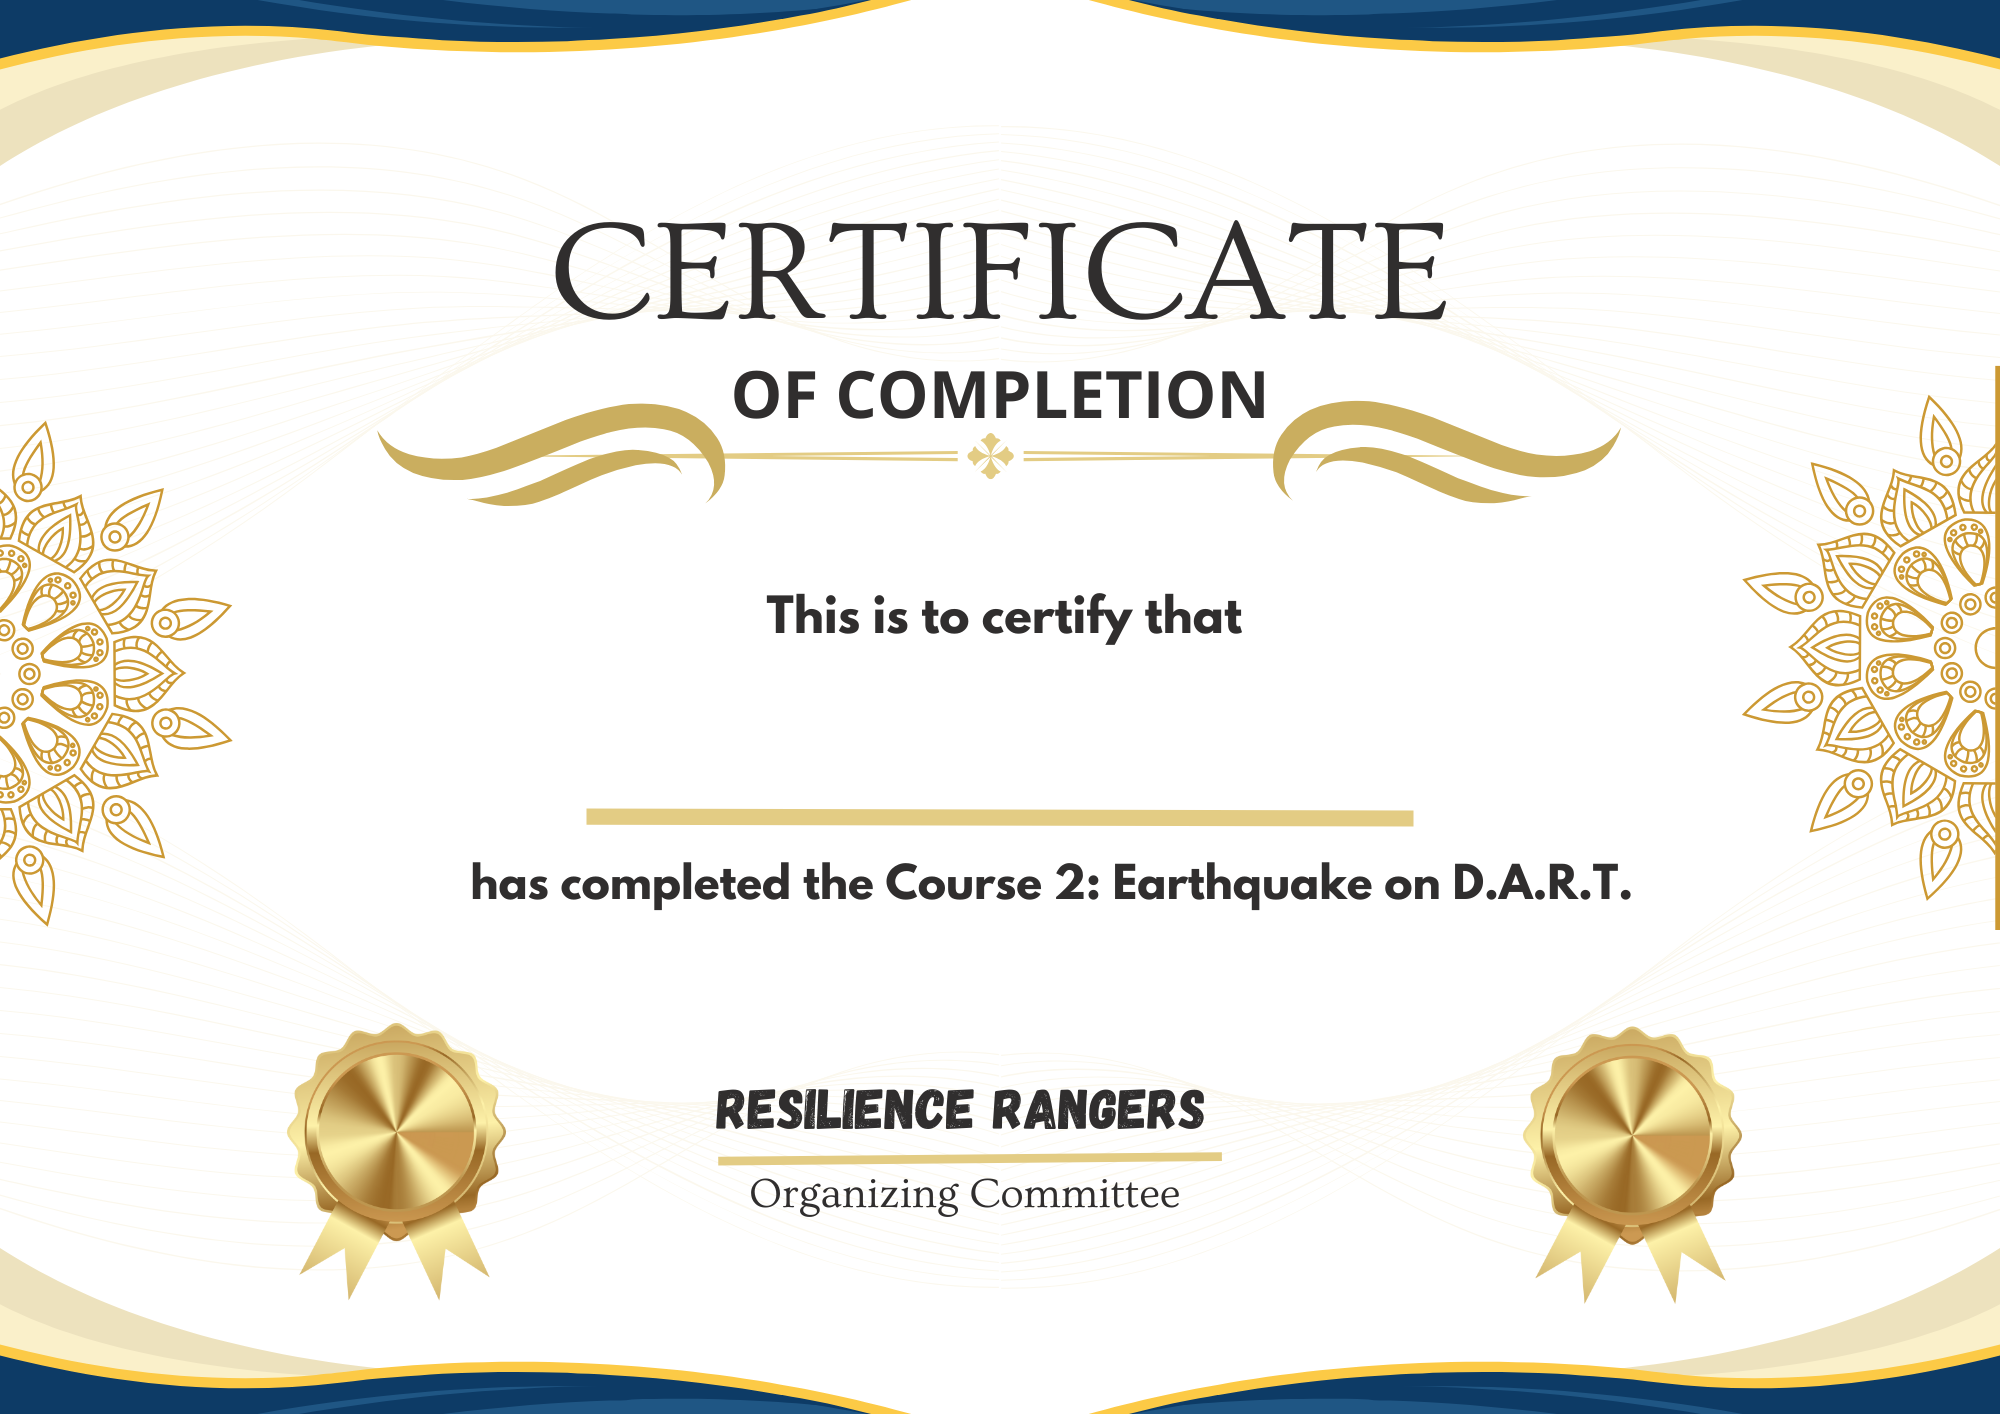 CERTIFICATE
OF COMPLETION
This is to certify that
has completed the Course 2: Earthquake on D.A.R.T.
RESILIENCE RANGERS
Organizing Committee